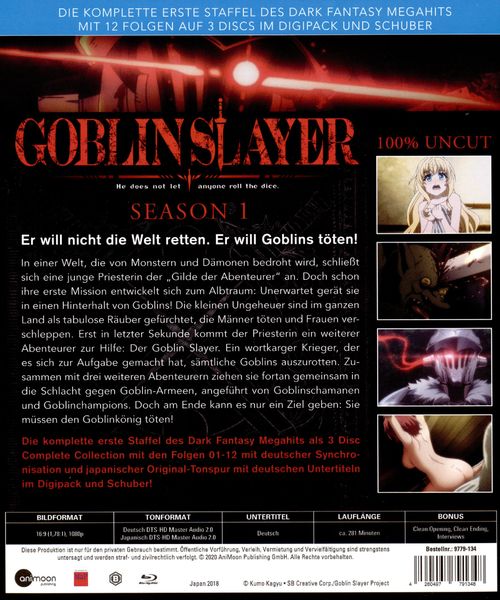 DIE KOMPLETTE ERSTE STAFFEL DES DARK FANTASY MEGAHITS
MIT 12 FOLGEN AUF 3 DISCS IM DIGIPACK UND SCHUBER
GOBLIN SLAYER
He does not let anyone roll the dice.
SEASON 1
100% UNCUT
Er will nicht die Welt retten. Er will Goblins töten!
In einer Welt, die von Monstern und Dämonen bedroht wird, schließt
sich eine junge Priesterin der „Gilde der Abenteurer" an. Doch schon
ihre erste Mission entwickelt sich zum Albtraum: Unerwartet gerät sie
in einen Hinterhalt von Goblins! Die kleinen Ungeheuer sind im ganzen
Land als tabulose Räuber gefürchtet, die Männer töten und Frauen ver-
schleppen. Erst in letzter Sekunde kommt der Priesterin ein weiterer
Abenteurer zur Hilfe: Der Goblin Slayer. Ein wortkarger Krieger, der
es sich zur Aufgabe gemacht hat, sämtliche Goblins auszurotten. Zu-
sammen mit drei weiteren Abenteurern ziehen sie fortan gemeinsam in
die Schlacht gegen Goblin-Armeen, angeführt von Goblinschamanen
und Goblinchampions. Doch am Ende kann es nur ein Ziel geben: Sie
müssen den Goblinkönig töten!
Die komplette erste Staffel des Dark Fantasy Megahits als 3 Disc
Complete Collection mit den Folgen 01-12 mit deutscher Synchro-
nisation und japanischer Original-Tonspur mit deutschen Untertiteln
im Digipack und Schuber!
BILDFORMAT
TONFORMAT
UNTERTITEL
LAUFLÄNGE
BONUS
16:9 (1,78:1), 1080p
Deutsch DTS-HD Master Audio 2.0
Japanisch DTS-HD Master Audio 2.0
Deutsch
ca. 281 Minuten
Clean Opening, Clean Ending,
Interviews
Diese Produktion ist nur für den privaten Gebrauch bestimmt. Öffentliche Vorführung, Verleih, Vermietung und Vervielfältigung sind strengstens
untersagt und werden straf- und zivilrechtlich verfolgt. © 2020 AniMoon Publishing GmbH. Alle Rechte vorbehalten.
Bestellnr.: 9779-134
animoon
publishing
B
Blu-ray
Japan 2018
© Kumo Kagyu • SB Creative Corp./Goblin Slayer Project
4 260497 791348